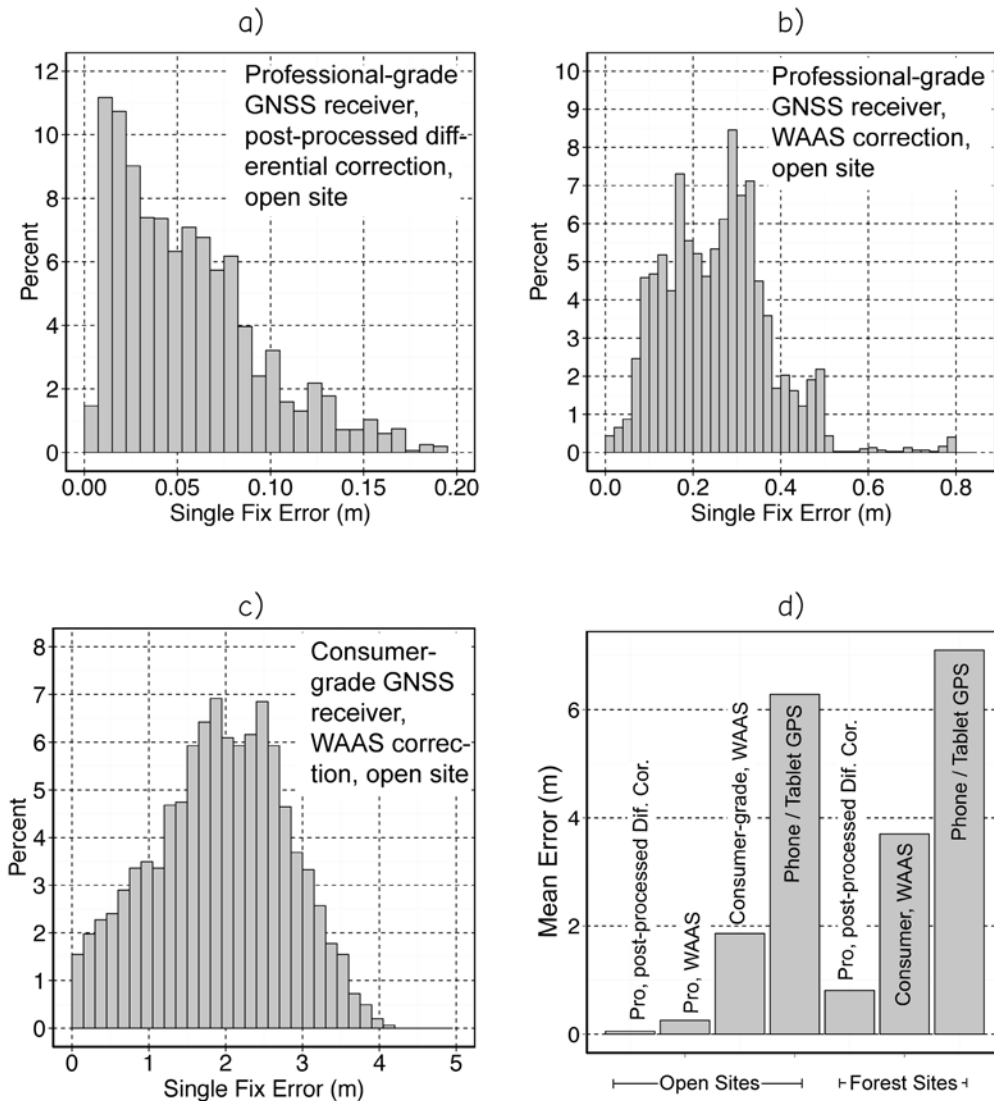 a)
12
10
8
6
4
2
0
Percent
Professional-grade
GNSS receiver,
post-processed dif-
erential correction,
open site
0.00 0.05 0.10 0.15 0.20
Single Fix Error (m)
b)
10
9
8
7
6
5
4
3
2
1
0
Percent
Professional-grade
GNSS receiver,
WAAS correction,
open site
0.0 0.2 0.4 0.6 0.8
Single Fix Error (m)
c)
8
7
6
5
4
3
2
1
0
Percent
Consumer-
grade GNSS
receiver,
WAAS correc-
tion, open site
0 1 2 3 4 5
Single Fix Error (m)
d)
6
4
2
0
Mean Error (m)
Pro, post-processed Dif. Cor.
Pro, WAAS
Consumer-grade, WAAS
Phone / Tablet GPS
Pro, post-processed Dif. Cor.
Consumer, WAAS
Phone / Tablet GPS
Open Sites Forest Sites